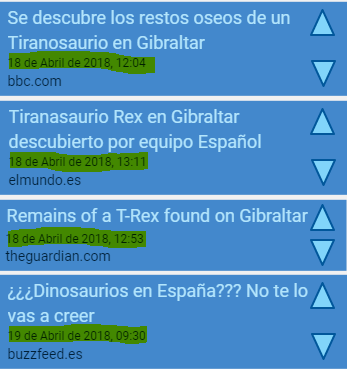 Se descubre los restos oseos de un
Tiranosaurio en Gibraltar
18 de Abril de 2018, 12:04
bbc.com
Tiranasaurio Rex en Gibraltar
descubierto por equipo Español
18 de Abril de 2018, 13:11
elmundo.es
Remains of a T-Rex found on Gibraltar
18 de Abril de 2018, 12:53
theguardian.com
¿¿¿Dinosaurios en España??? No te lo
vas a creer
19 de Abril de 2018, 09:30
buzzfeed.es